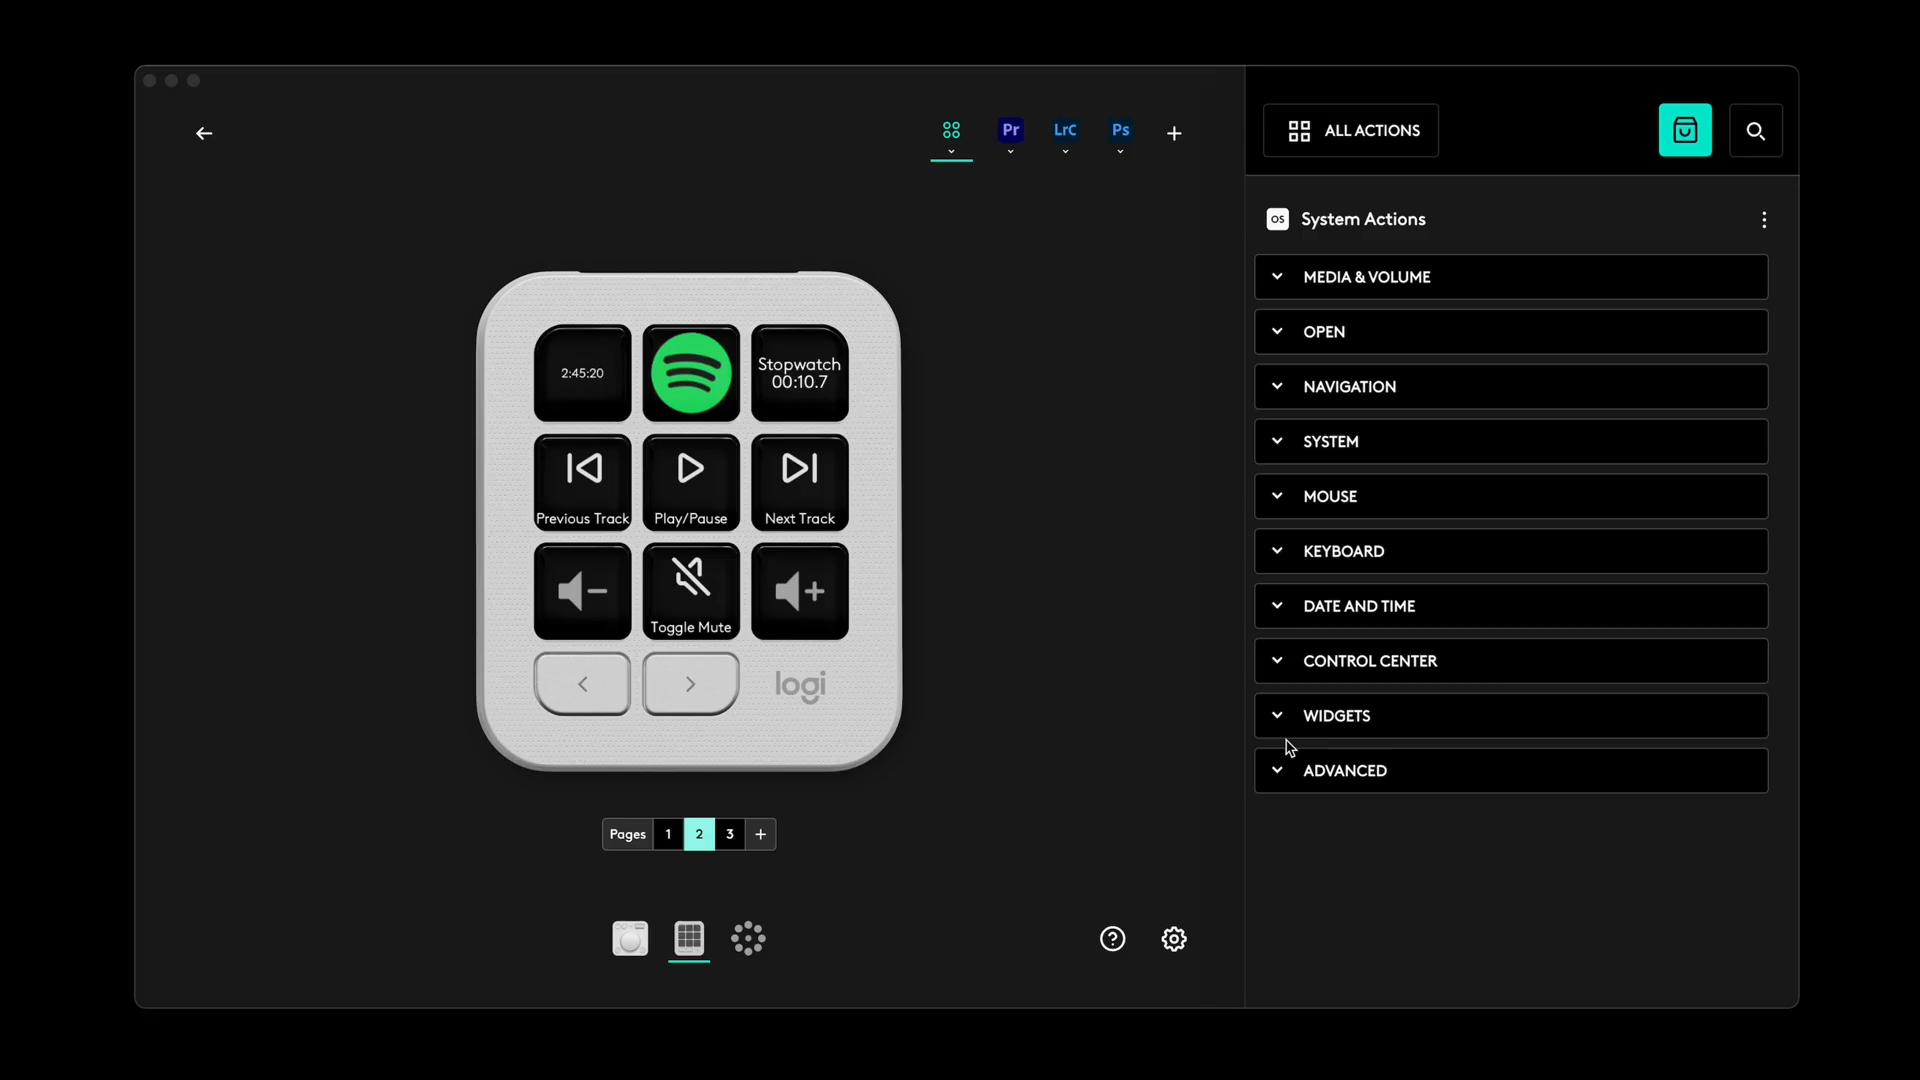 Pr
LrC
Ps
ALL ACTIONS
OS
System Actions
MEDIA & VOLUME
OPEN
NAVIGATION
SYSTEM
MOUSE
KEYBOARD
DATE AND TIME
CONTROL CENTER
WIDGETS
ADVANCED
2:45:20
Stopwatch
00:10.7
Previous Track
Play/Pause
Next Track
Toggle Mute
logi
Pages 1 2 3 +